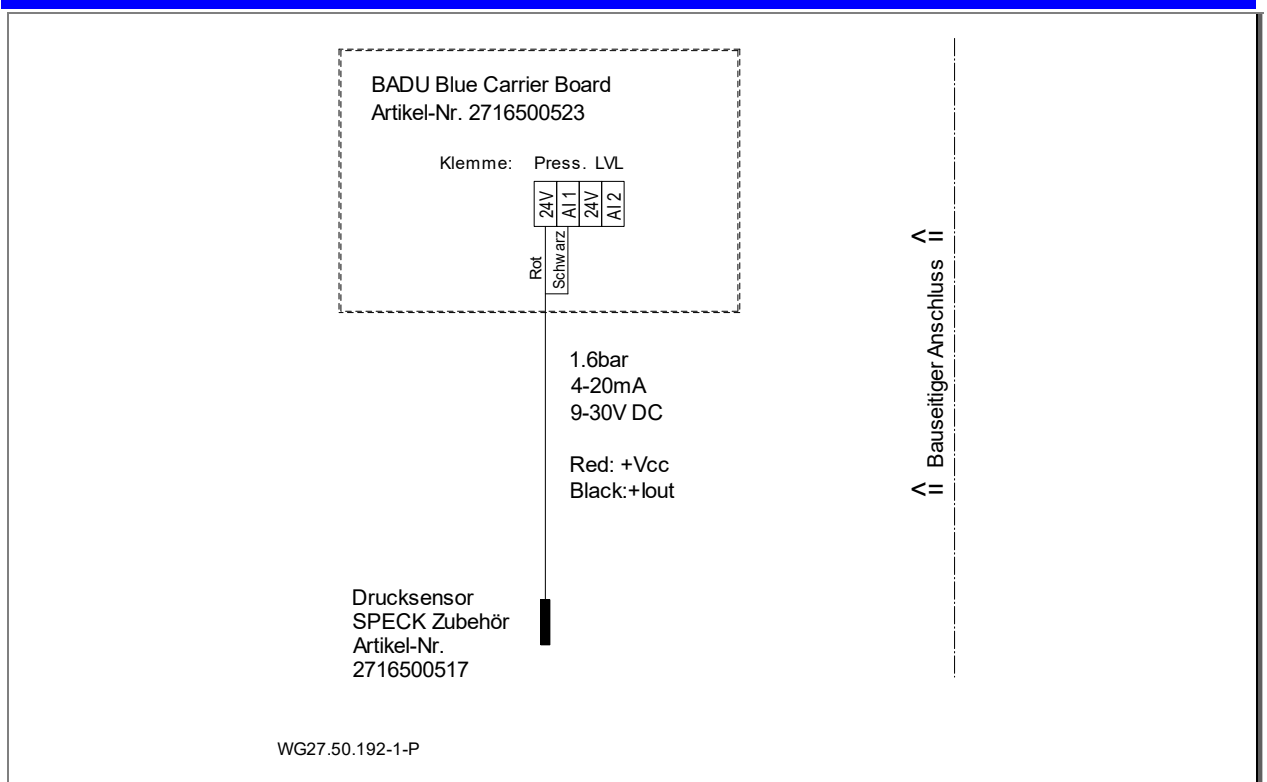 BADU Blue Carrier Board
Artikel-Nr. 2716500523
Klemme: Press. LVL
24V
AI 1
24V
AI 2
Rot
Schwarz
1.6bar
4-20mA
9-30V DC
Red: +Vcc
Black:+Iout
Drucksensor
SPECK Zubehör
Artikel-Nr.
2716500517
<= Bauseitiger Anschluss <=
WG27.50.192-1-P